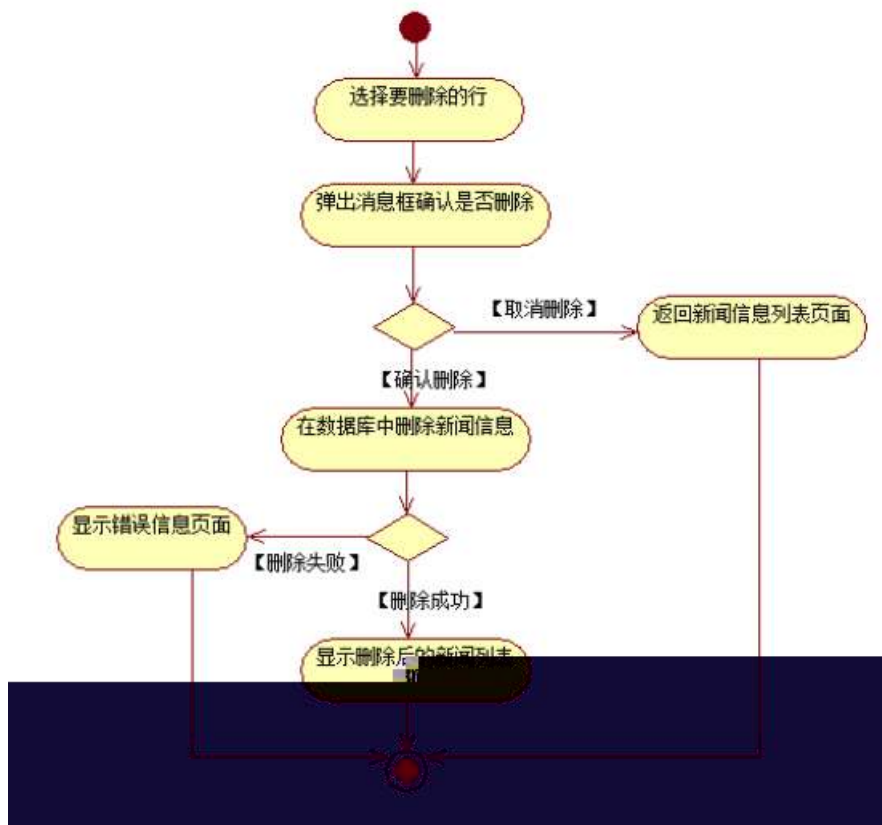 选择要删除的行
弹出消息框确认是否删除
【取消删除】
返回新闻信息列表页面
【确认删除】
在数据库中删除新闻信息
显示错误信息页面
【删除失败】
【删除成功】
显示删除后的新闻列表